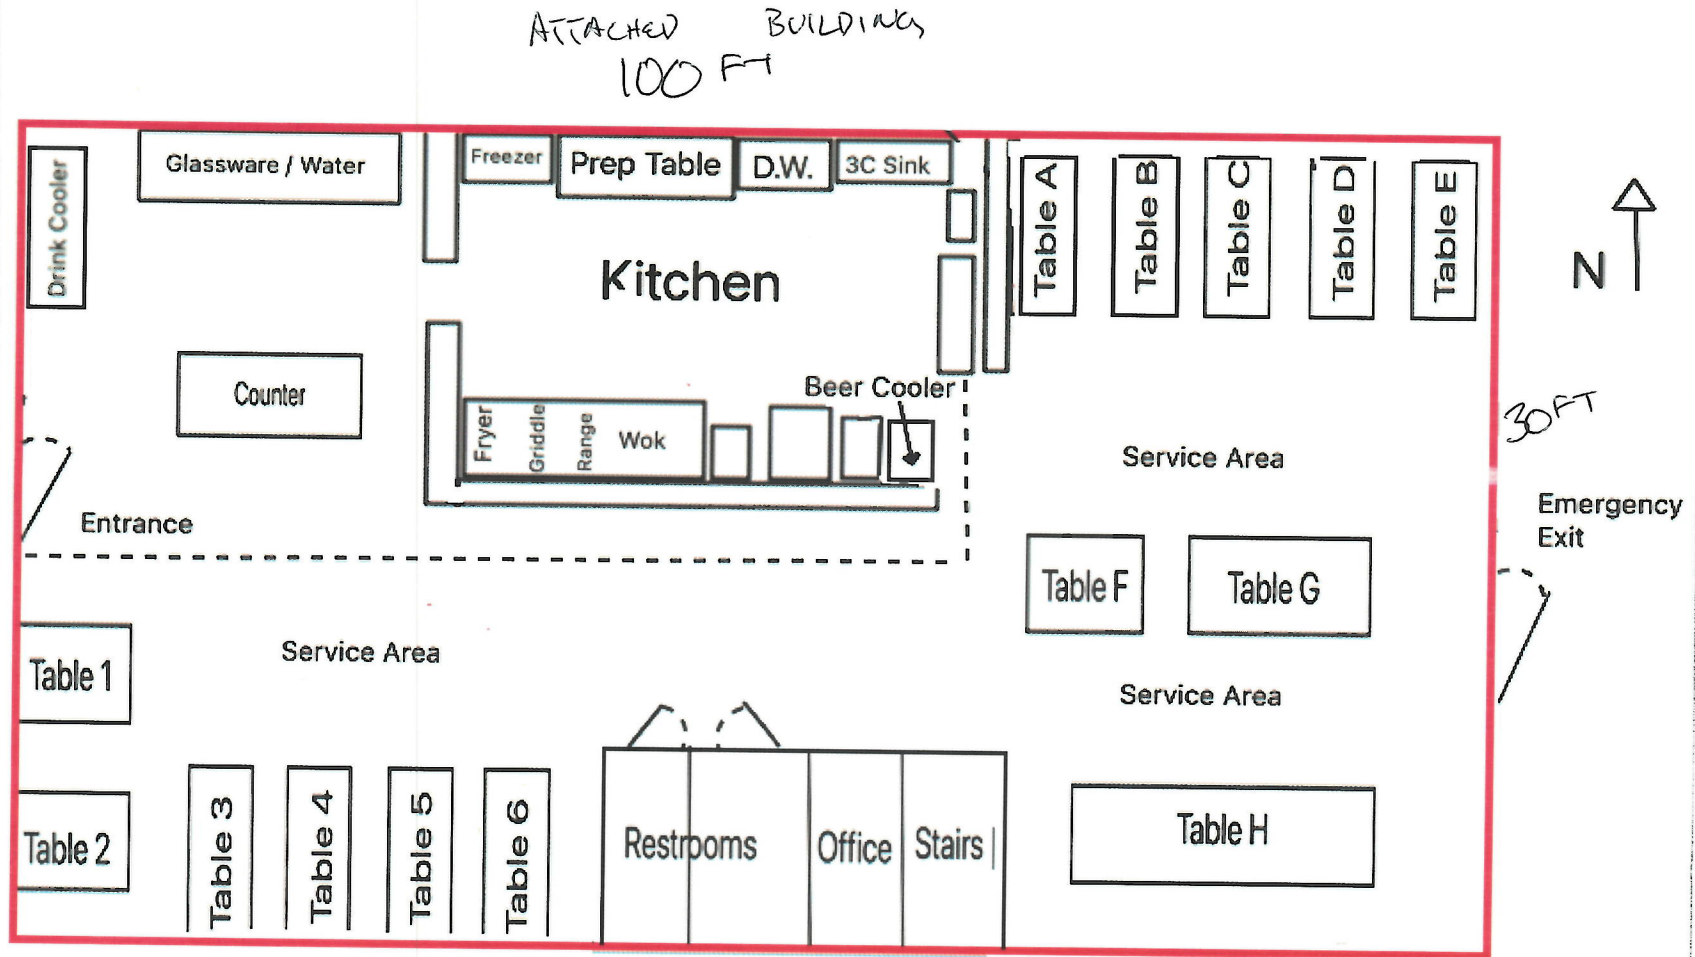 ATTACHED BUILDING
100 FT
Drink Cooler
Glassware / Water
Freezer
Prep Table
D.W.
3C Sink
Table A
Table B
Table C
Table D
Table E
N
Kitchen
Counter
Beer Cooler
Fryer
Griddle
Range
Wok
30 FT
Service Area
Entrance
Emergency
Exit
Table F
Table G
Table 1
Service Area
Service Area
Table 2
Table 3
Table 4
Table 5
Table 6
Restrooms
Office
Stairs
Table H